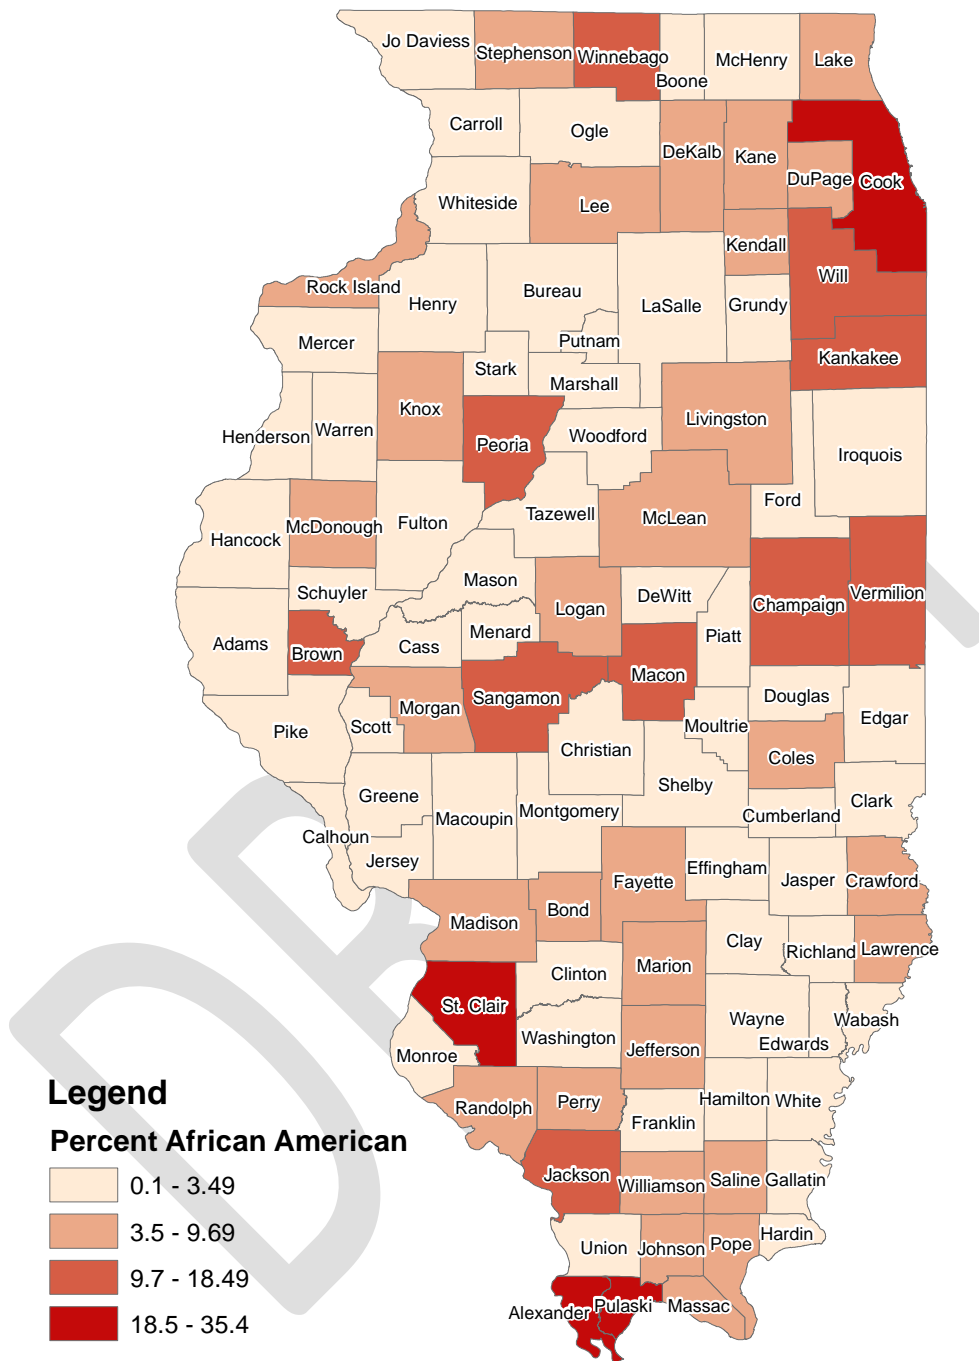 Jo Daviess
Stephenson
Winnebago
Boone
McHenry
Lake
Carroll
Ogle
DeKalb
Kane
DuPage
Cook
Whiteside
Lee
Kendall
Will
Rock Island
Henry
Bureau
LaSalle
Grundy
Putnam
Mercer
Stark
Marshall
Kankakee
Knox
Henderson
Warren
Peoria
Woodford
Livingston
Iroquois
Ford
Hancock
McDonough
Fulton
Tazewell
McLean
Schuyler
Mason
Logan
DeWitt
Champaign
Vermilion
Adams
Brown
Cass
Menard
Piatt
Macon
Sangamon
Morgan
Scott
Pike
Christian
Moultrie
Douglas
Edgar
Coles
Shelby
Greene
Macoupin
Montgomery
Cumberland
Clark
Calhoun
Jersey
Fayette
Effingham
Jasper
Crawford
Madison
Bond
Clay
Richland
Lawrence
Marion
Clinton
St. Clair
Wayne
Edwards
Wabash
Washington
Monroe
Jefferson
Randolph
Perry
Franklin
Hamilton
White
Jackson
Williamson
Saline
Gallatin
Union
Johnson
Pope
Hardin
Alexander
Pulaski
Massac
Legend
Percent African American
0.1 - 3.49
3.5 - 9.69
9.7 - 18.49
18.5 - 35.4